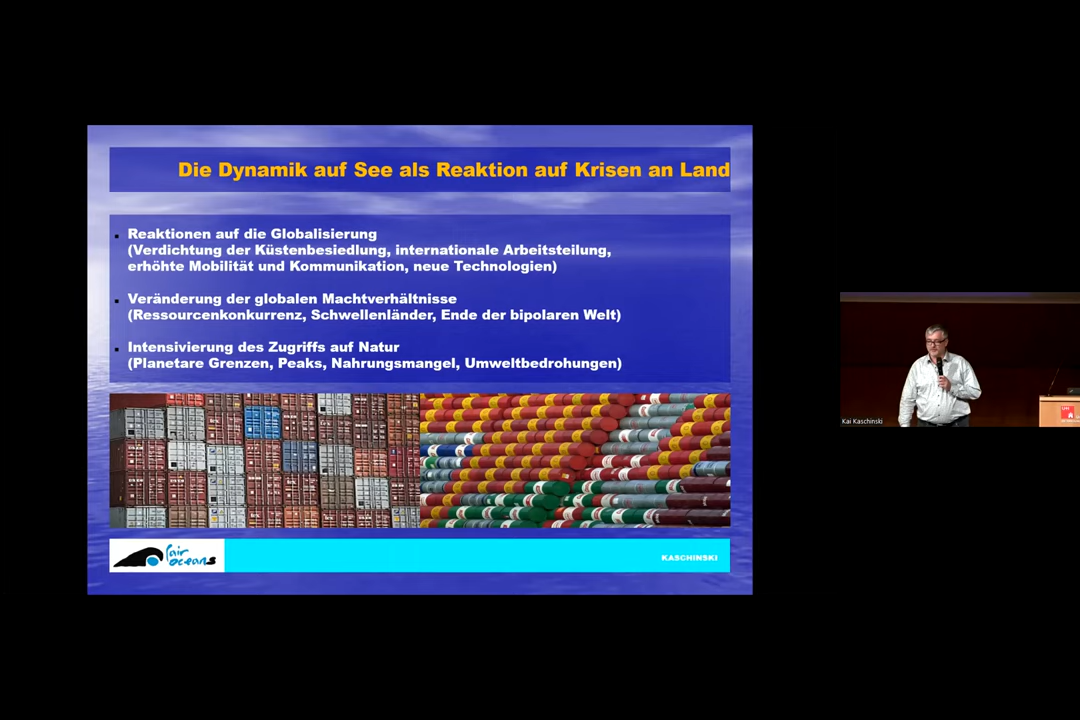 Die Dynamik auf See als Reaktion auf Krisen an Land
Reaktionen auf die Globalisierung
(Verdichtung der Küstenbesiedlung, internationale Arbeitsteilung,
erhöhte Mobilität und Kommunikation, neue Technologien)
Veränderung der globalen Machtverhältnisse
(Ressourcenkonkurrenz, Schwellenländer, Ende der bipolaren Welt)
Intensivierung des Zugriffs auf Natur
(Planetare Grenzen, Peaks, Nahrungsmangel, Umweltbedrohungen)
fair
oceans
KASCHINSKI
Kai Kaschinski